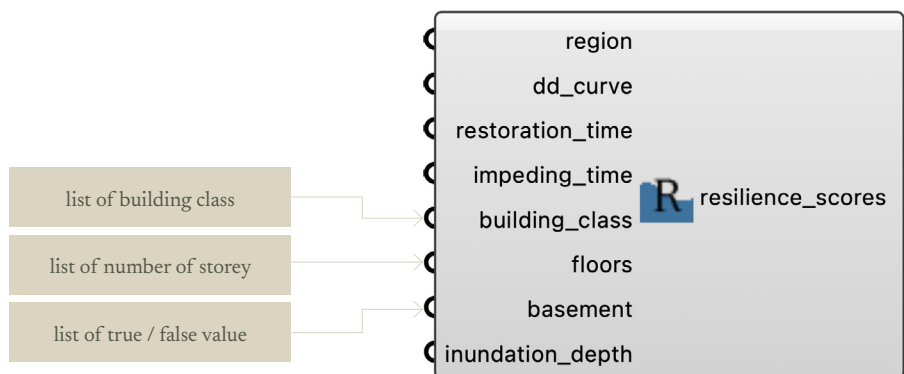 region
dd_curve
restoration_time
impeding_time
list of building class
building_class
R
resilience_scores
list of number of storey
floors
list of true / false value
basement
inundation_depth